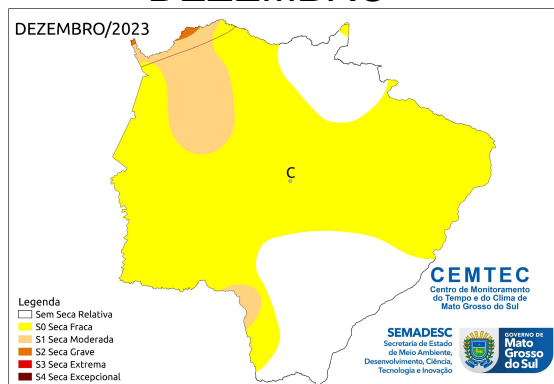 DEZEMBRO/2023
C
Legenda
Sem Seca Relativa
S0 Seca Fraca
S1 Seca Moderada
S2 Seca Grave
S3 Seca Extrema
S4 Seca Excepcional
CEMTEC
Centro de Monitoramento
do Tempo e do Clima de
Mato Grosso do Sul
SEMADESC
Secretaria de Estado
de Meio Ambiente,
Desenvolvimento, Ciência,
Tecnologia e Inovação
GOVERNO DE
Mato
Grosso
do Sul